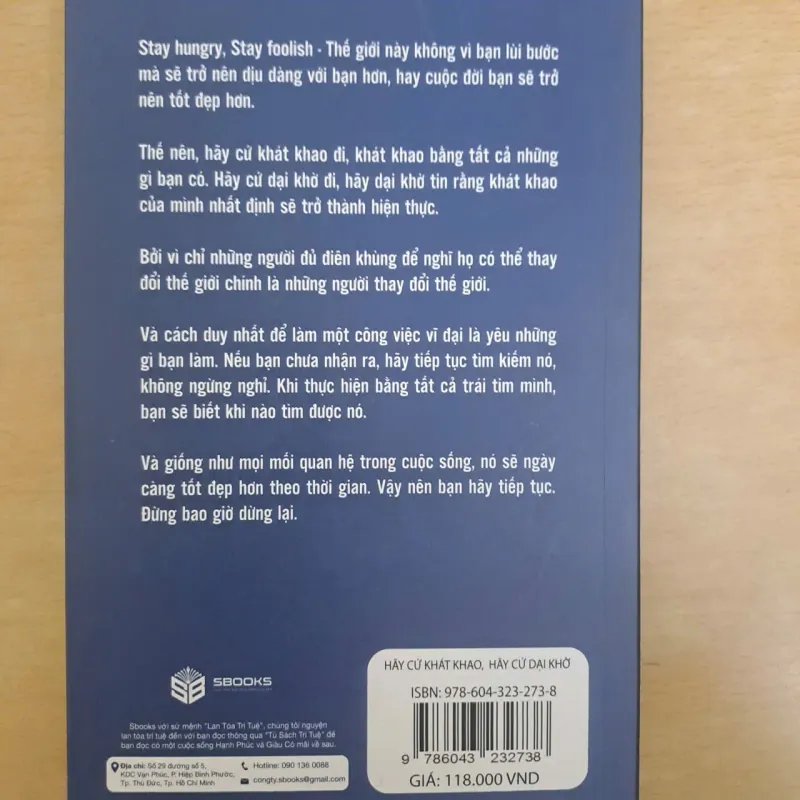 Stay hungry, Stay foolish - Thế giới này không vì bạn lùi bước
mà sẽ trở nên dịu dàng với bạn hơn, hay cuộc đời bạn sẽ trở
nên tốt đẹp hơn.
Thế nên, hãy cứ khát khao đi, khát khao bằng tất cả những
gì bạn có. Hãy cứ dại khờ đi, hãy dại khờ tin rằng khát khao
của mình nhất định sẽ trở thành hiện thực.
Bởi vì chỉ những người đủ điên khùng để nghĩ họ có thể thay
đổi thế giới chính là những người thay đổi thế giới.
Và cách duy nhất để làm một công việc vĩ đại là yêu những
gì bạn làm. Nếu bạn chưa nhận ra, hãy tiếp tục tìm kiếm nó,
không ngừng nghỉ. Khi thực hiện bằng tất cả trái tim mình,
bạn sẽ biết khi nào tìm được nó.
Và giống như mọi mối quan hệ trong cuộc sống, nó sẽ ngày
càng tốt đẹp hơn theo thời gian. Vậy nên bạn hãy tiếp tục.
Đừng bao giờ dừng lại.
SBOOKS
Sbooks với sứ mệnh "Lan Tỏa Trí Tuệ", chúng tôi nguyện
lan tỏa trí tuệ đến với bạn đọc thông qua "Tủ Sách Trí Tuệ" để
bạn đọc có một cuộc sống Hạnh Phúc và Giàu Có mãi về sau.
Địa chỉ: Số 29 đường số 5,
KDC Vạn Phúc, P. Hiệp Bình Phước,
Tp. Thủ Đức, Tp. Hồ Chí Minh
Hotline: 090 136 0088
congty.sbooks@gmail.com
HÃY CỨ KHÁT KHAO, HÃY CỨ DẠI KHỜ
ISBN: 978-604-323-273-8
9 786043 232738
GIÁ: 118.000 VND